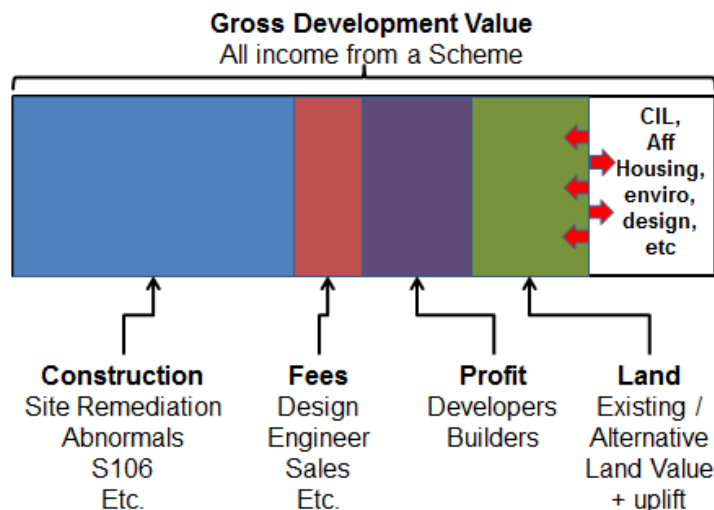 Gross Development Value
All income from a Scheme
CIL,
Aff
Housing,
enviro,
design,
etc
Construction
Site Remediation
Abnormals
S106
Etc.
Fees
Design
Engineer
Sales
Etc.
Profit
Developers
Builders
Land
Existing /
Alternative
Land Value
+ uplift